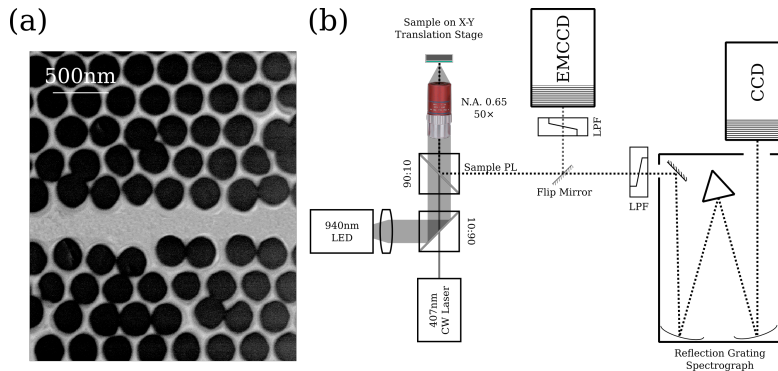 (a)
500nm
(b)
Sample on X-Y
Translation Stage
N.A. 0.65
50×
EMCCD
LPF
CCD
90:10
Sample PL
Flip Mirror
LPF
940nm
LED
10:90
407nm
CW Laser
Reflection Grating
Spectrograph